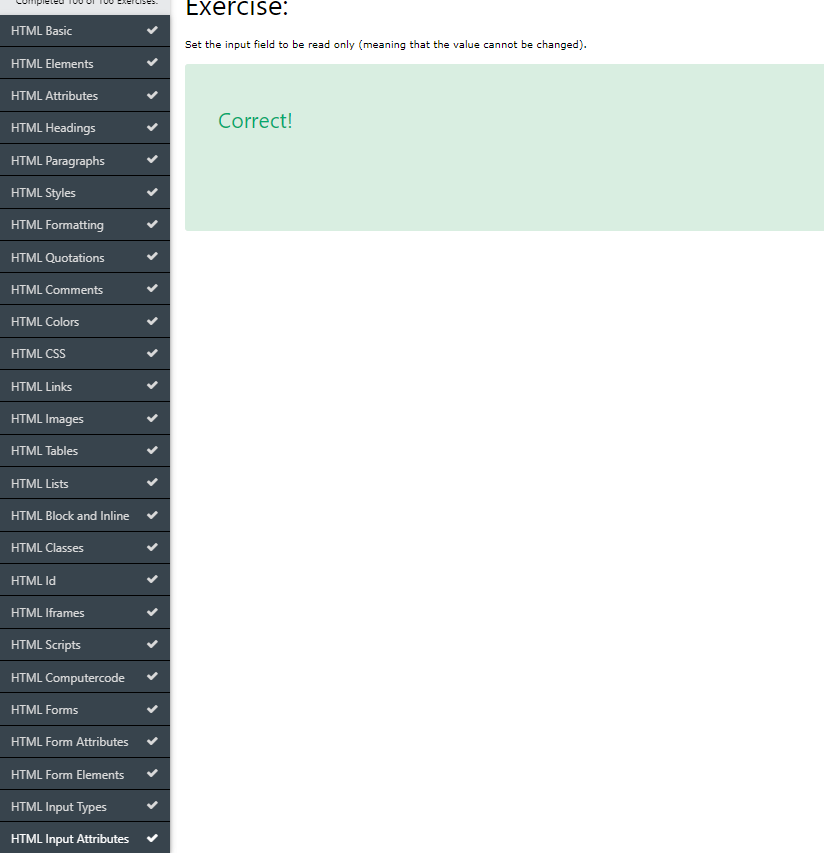 Completed 100 of 100 Exercises.
HTML Basic
HTML Elements
HTML Attributes
HTML Headings
HTML Paragraphs
HTML Styles
HTML Formatting
HTML Quotations
HTML Comments
HTML Colors
HTML CSS
HTML Links
HTML Images
HTML Tables
HTML Lists
HTML Block and Inline
HTML Classes
HTML Id
HTML Iframes
HTML Scripts
HTML Computercode
HTML Forms
HTML Form Attributes
HTML Form Elements
HTML Input Types
HTML Input Attributes
Exercise:
Set the input field to be read only (meaning that the value cannot be changed).
Correct!